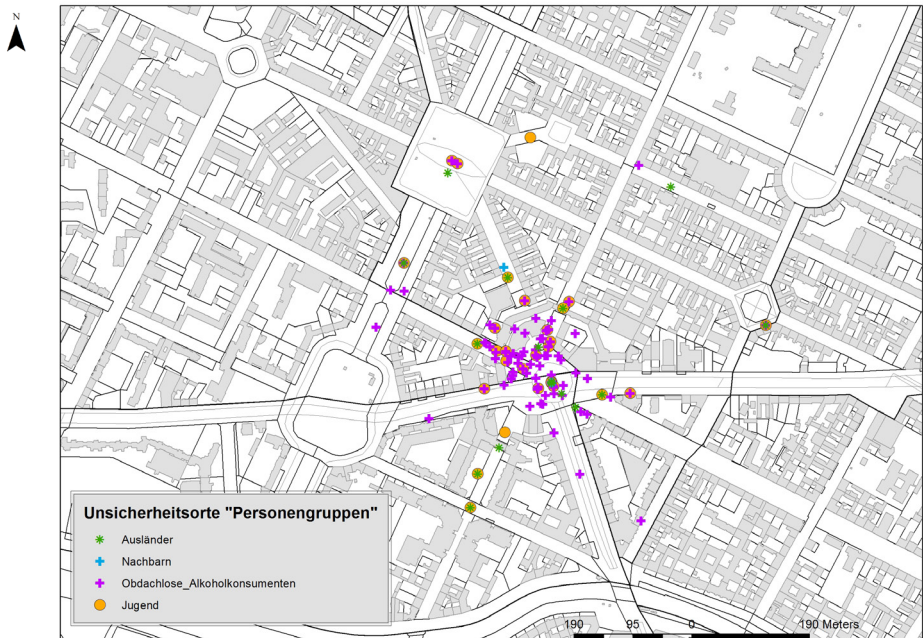 N
Unsicherheitsorte "Personengruppen"
Ausländer
Nachbarn
Obdachlose_Alkoholkonsumenten
Jugend
190 95 0 190 Meters